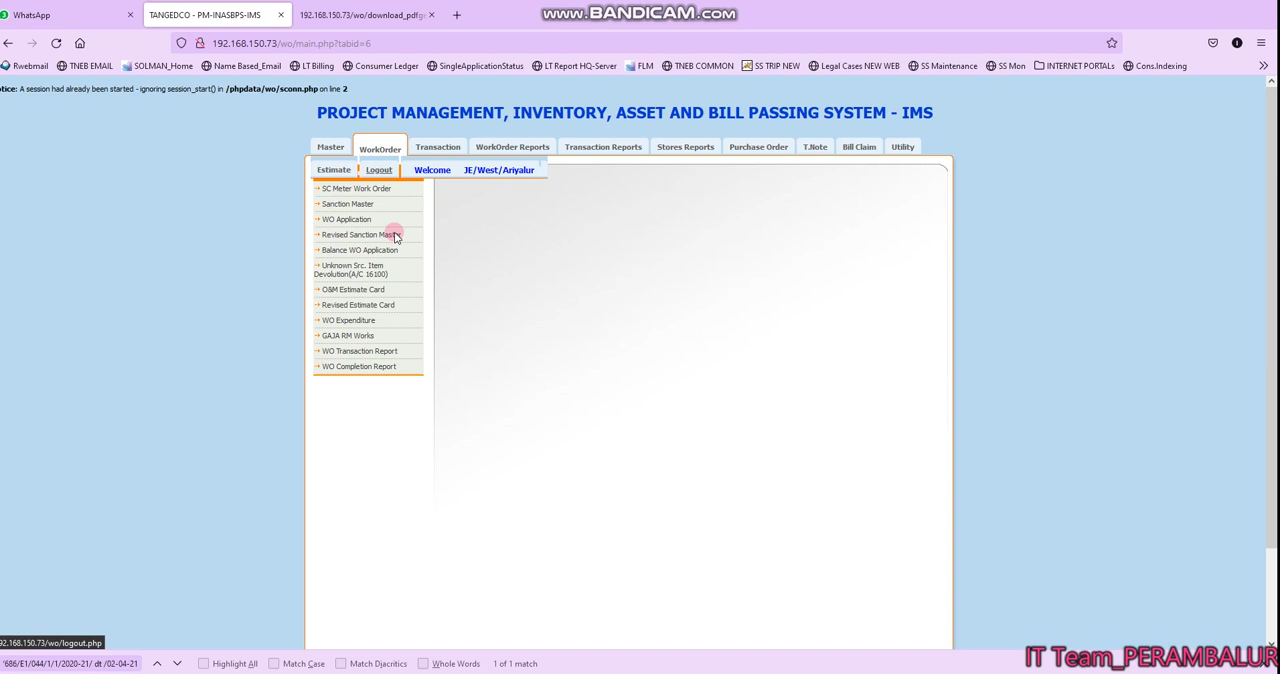 WhatsApp
TANGEDCO - PM-INASBPS-IMS
192.168.150.73/wo/download_pdf
www.BANDICAM.com
192.168.150.73/wo/main.php?tabid=6
Rwebmail TNEB EMAIL SOLMAN_Home Name Based_Email LT Billing Consumer Ledger SingleApplicationStatus LT Report HQ-Server FLM TNEB COMMON SS TRIP NEW Legal Cases NEW WEB SS Maintenance SS Mon INTERNET PORTALs Cons.Indexing
otice: A session had already been started - ignoring session_start() in /phpdata/wo/sconn.php on line 2
PROJECT MANAGEMENT, INVENTORY, ASSET AND BILL PASSING SYSTEM - IMS
Master WorkOrder Transaction WorkOrder Reports Transaction Reports Stores Reports Purchase Order T.Note Bill Claim Utility
Estimate Logout Welcome JE/West/Ariyalur
SC Meter Work Order
Sanction Master
WO Application
Revised Sanction Master
Balance WO Application
Unknown Src. Item
Devolution(A/C 16100)
O&M Estimate Card
Revised Estimate Card
WO Expenditure
GAJA RM Works
WO Transaction Report
WO Completion Report
92.168.150.73/wo/logout.php
'686/E1/044/1/1/2020-21/ dt /02-04-21 Highlight All Match Case Match Diacritics Whole Words 1 of 1 match
IT Team_PERAMBALUR